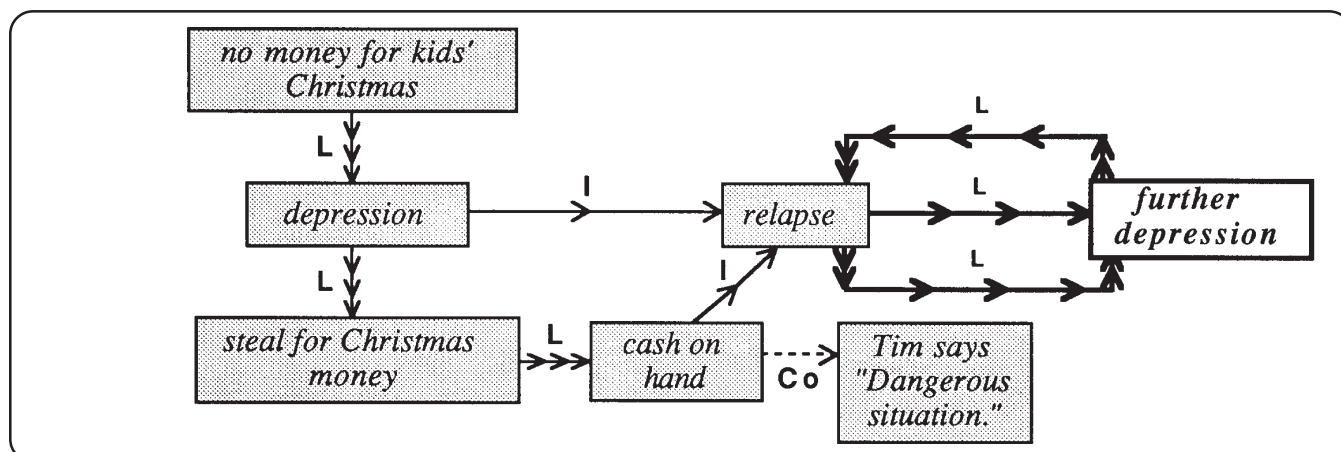 no money for kids'
Christmas
L
L
depression
I
relapse
L
further
depression
L
L
I
steal for Christmas
money
L
cash on
hand
Co
Tim says
"Dangerous
situation."